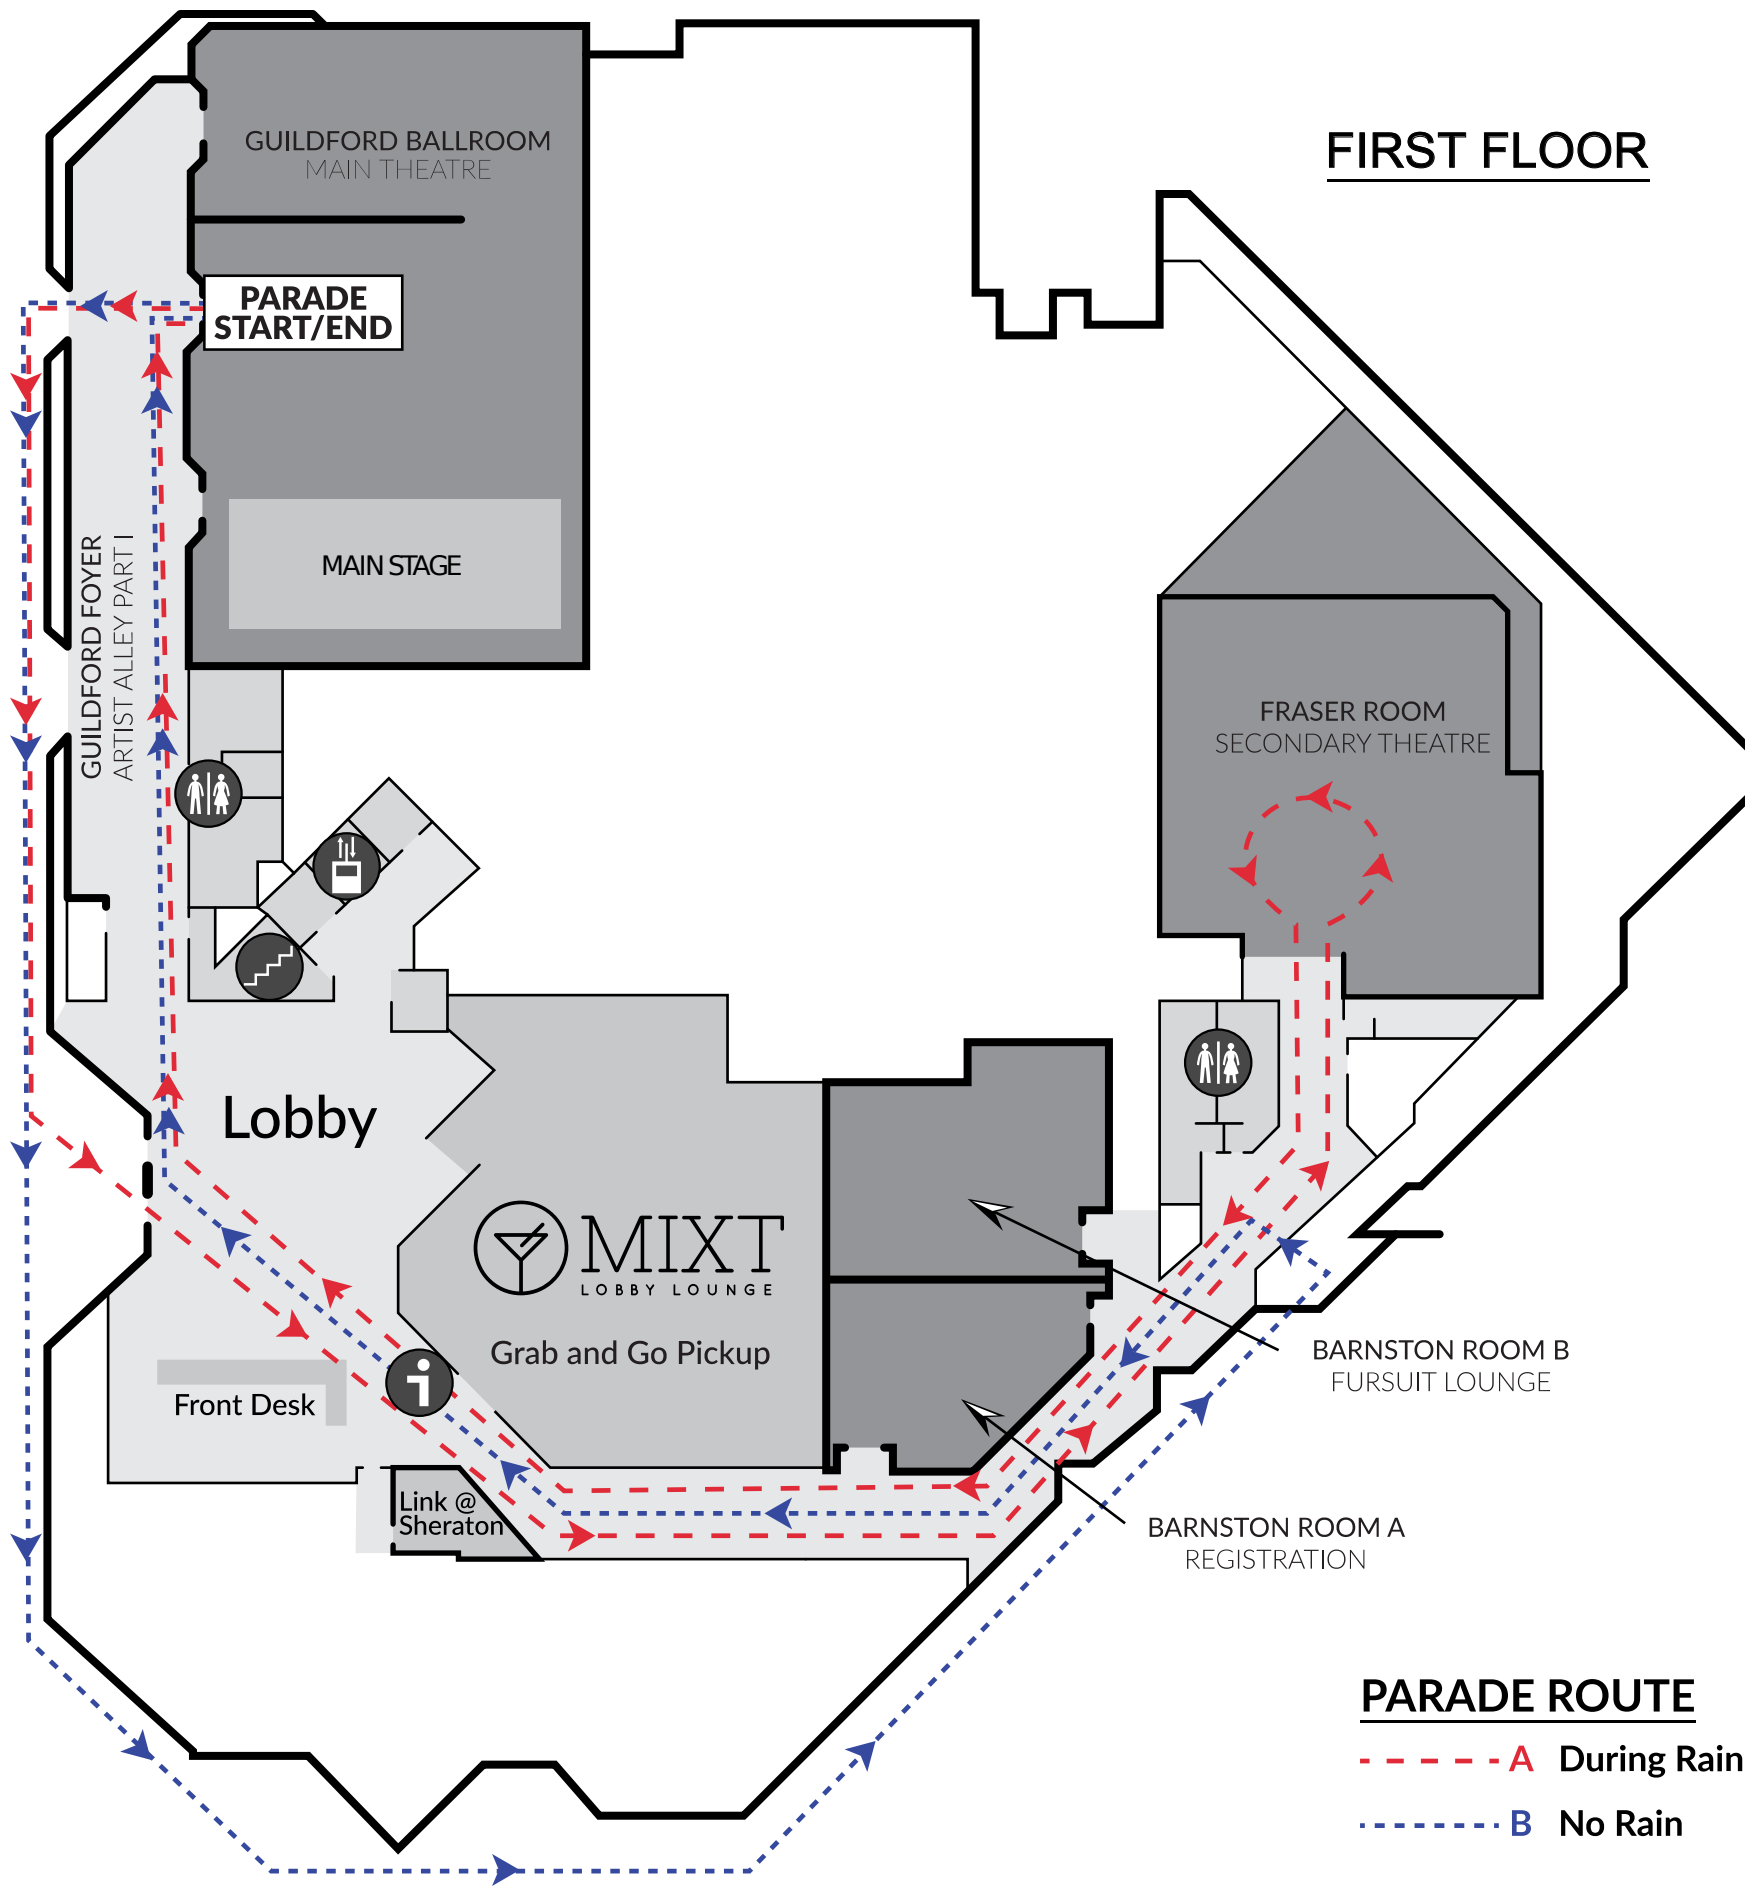 FIRST FLOOR
GUILDFORD BALLROOM
MAIN THEATRE
PARADE
START/END
MAIN STAGE
GUILDFORD FOYER
ARTIST ALLEY PART I
FRASER ROOM
SECONDARY THEATRE
Lobby
MIXT
LOBBY LOUNGE
Grab and Go Pickup
Front Desk
BARNSTON ROOM B
FURSUIT LOUNGE
Link @
Sheraton
BARNSTON ROOM A
REGISTRATION
PARADE ROUTE
A During Rain
B No Rain